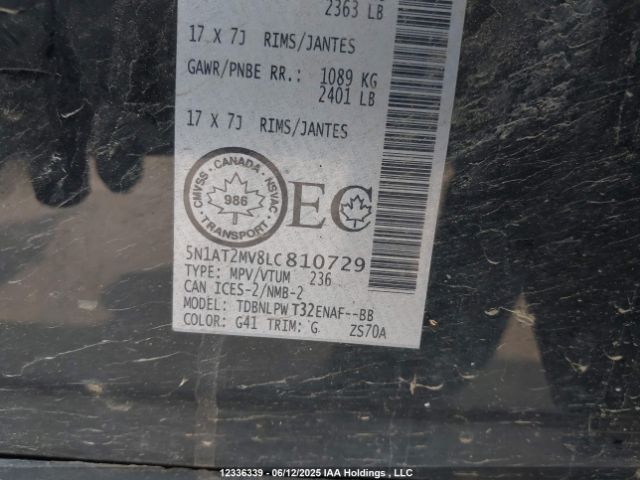 2363 LB
17 X 7J RIMS/JANTES
GAWR/PNBE RR.: 1089 KG
2401 LB
17 X 7J RIMS/JANTES
CMVSS · CANADA · NSVAC
986
TRANSPORT
EC
5N1AT2MV8LC810729
TYPE: MPV/VTUM 236
CAN ICES-2/NMB-2
MODEL: TDBNLPW T32ENAF--BB
COLOR: G41 TRIM: G ZS70A
12336339 - 06/12/2025 IAA Holdings , LLC